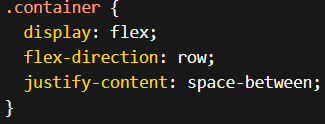 .container {
  display: flex;
  flex-direction: row;
  justify-content: space-between;
}